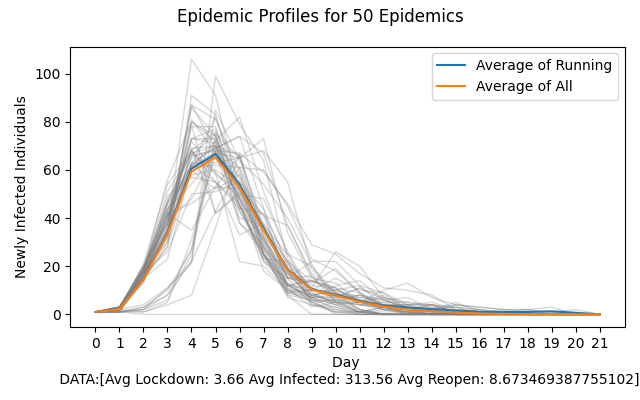 Epidemic Profiles for 50 Epidemics
Average of Running
Average of All
Newly Infected Individuals
100
80
60
40
20
0
0 1 2 3 4 5 6 7 8 9 10 11 12 13 14 15 16 17 18 19 20 21
Day
DATA:[Avg Lockdown: 3.66 Avg Infected: 313.56 Avg Reopen: 8.673469387755102]